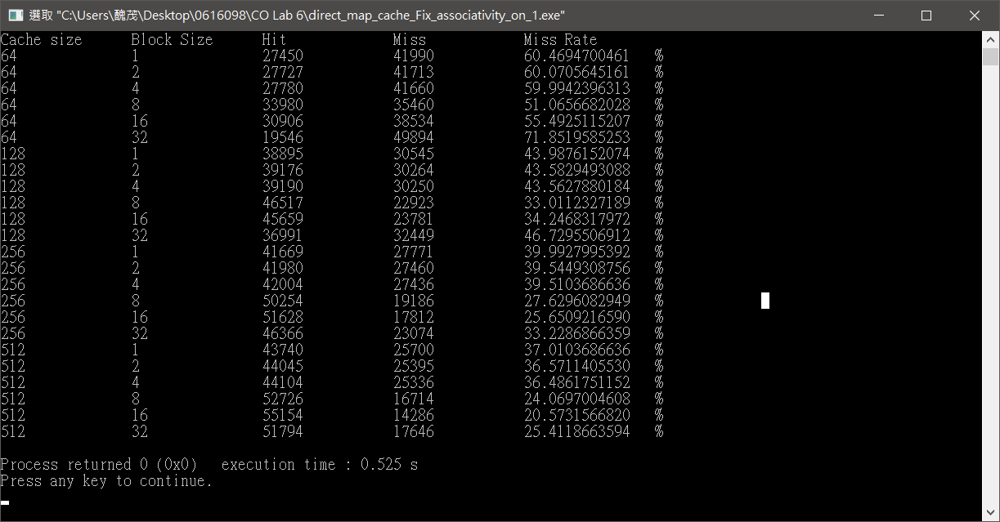 選取 "C:\Users\醜茂\Desktop\0616098\CO Lab 6\direct_map_cache_Fix_associativity_on_1.exe"
Cache size Block Size Hit Miss Miss Rate
64 1 27450 41990 60.4694700461 %
64 2 27727 41713 60.0705645161 %
64 4 27780 41660 59.9942396313 %
64 8 33980 35460 51.0656682028 %
64 16 30906 38534 55.4925115207 %
64 32 19546 49894 71.8519585253 %
128 1 38895 30545 43.9876152074 %
128 2 39176 30264 43.5829493088 %
128 4 39190 30250 43.5627880184 %
128 8 46517 22923 33.0112327189 %
128 16 45659 23781 34.2468317972 %
128 32 36991 32449 46.7295506912 %
256 1 41669 27771 39.9927995392 %
256 2 41980 27460 39.5449308756 %
256 4 42004 27436 39.5103686636 %
256 8 50254 19186 27.6296082949 %
256 16 51628 17812 25.6509216590 %
256 32 46366 23074 33.2286866359 %
512 1 43740 25700 37.0103686636 %
512 2 44045 25395 36.5711405530 %
512 4 44104 25336 36.4861751152 %
512 8 52726 16714 24.0697004608 %
512 16 55154 14286 20.5731566820 %
512 32 51794 17646 25.4118663594 %
Process returned 0 (0x0) execution time : 0.525 s
Press any key to continue.